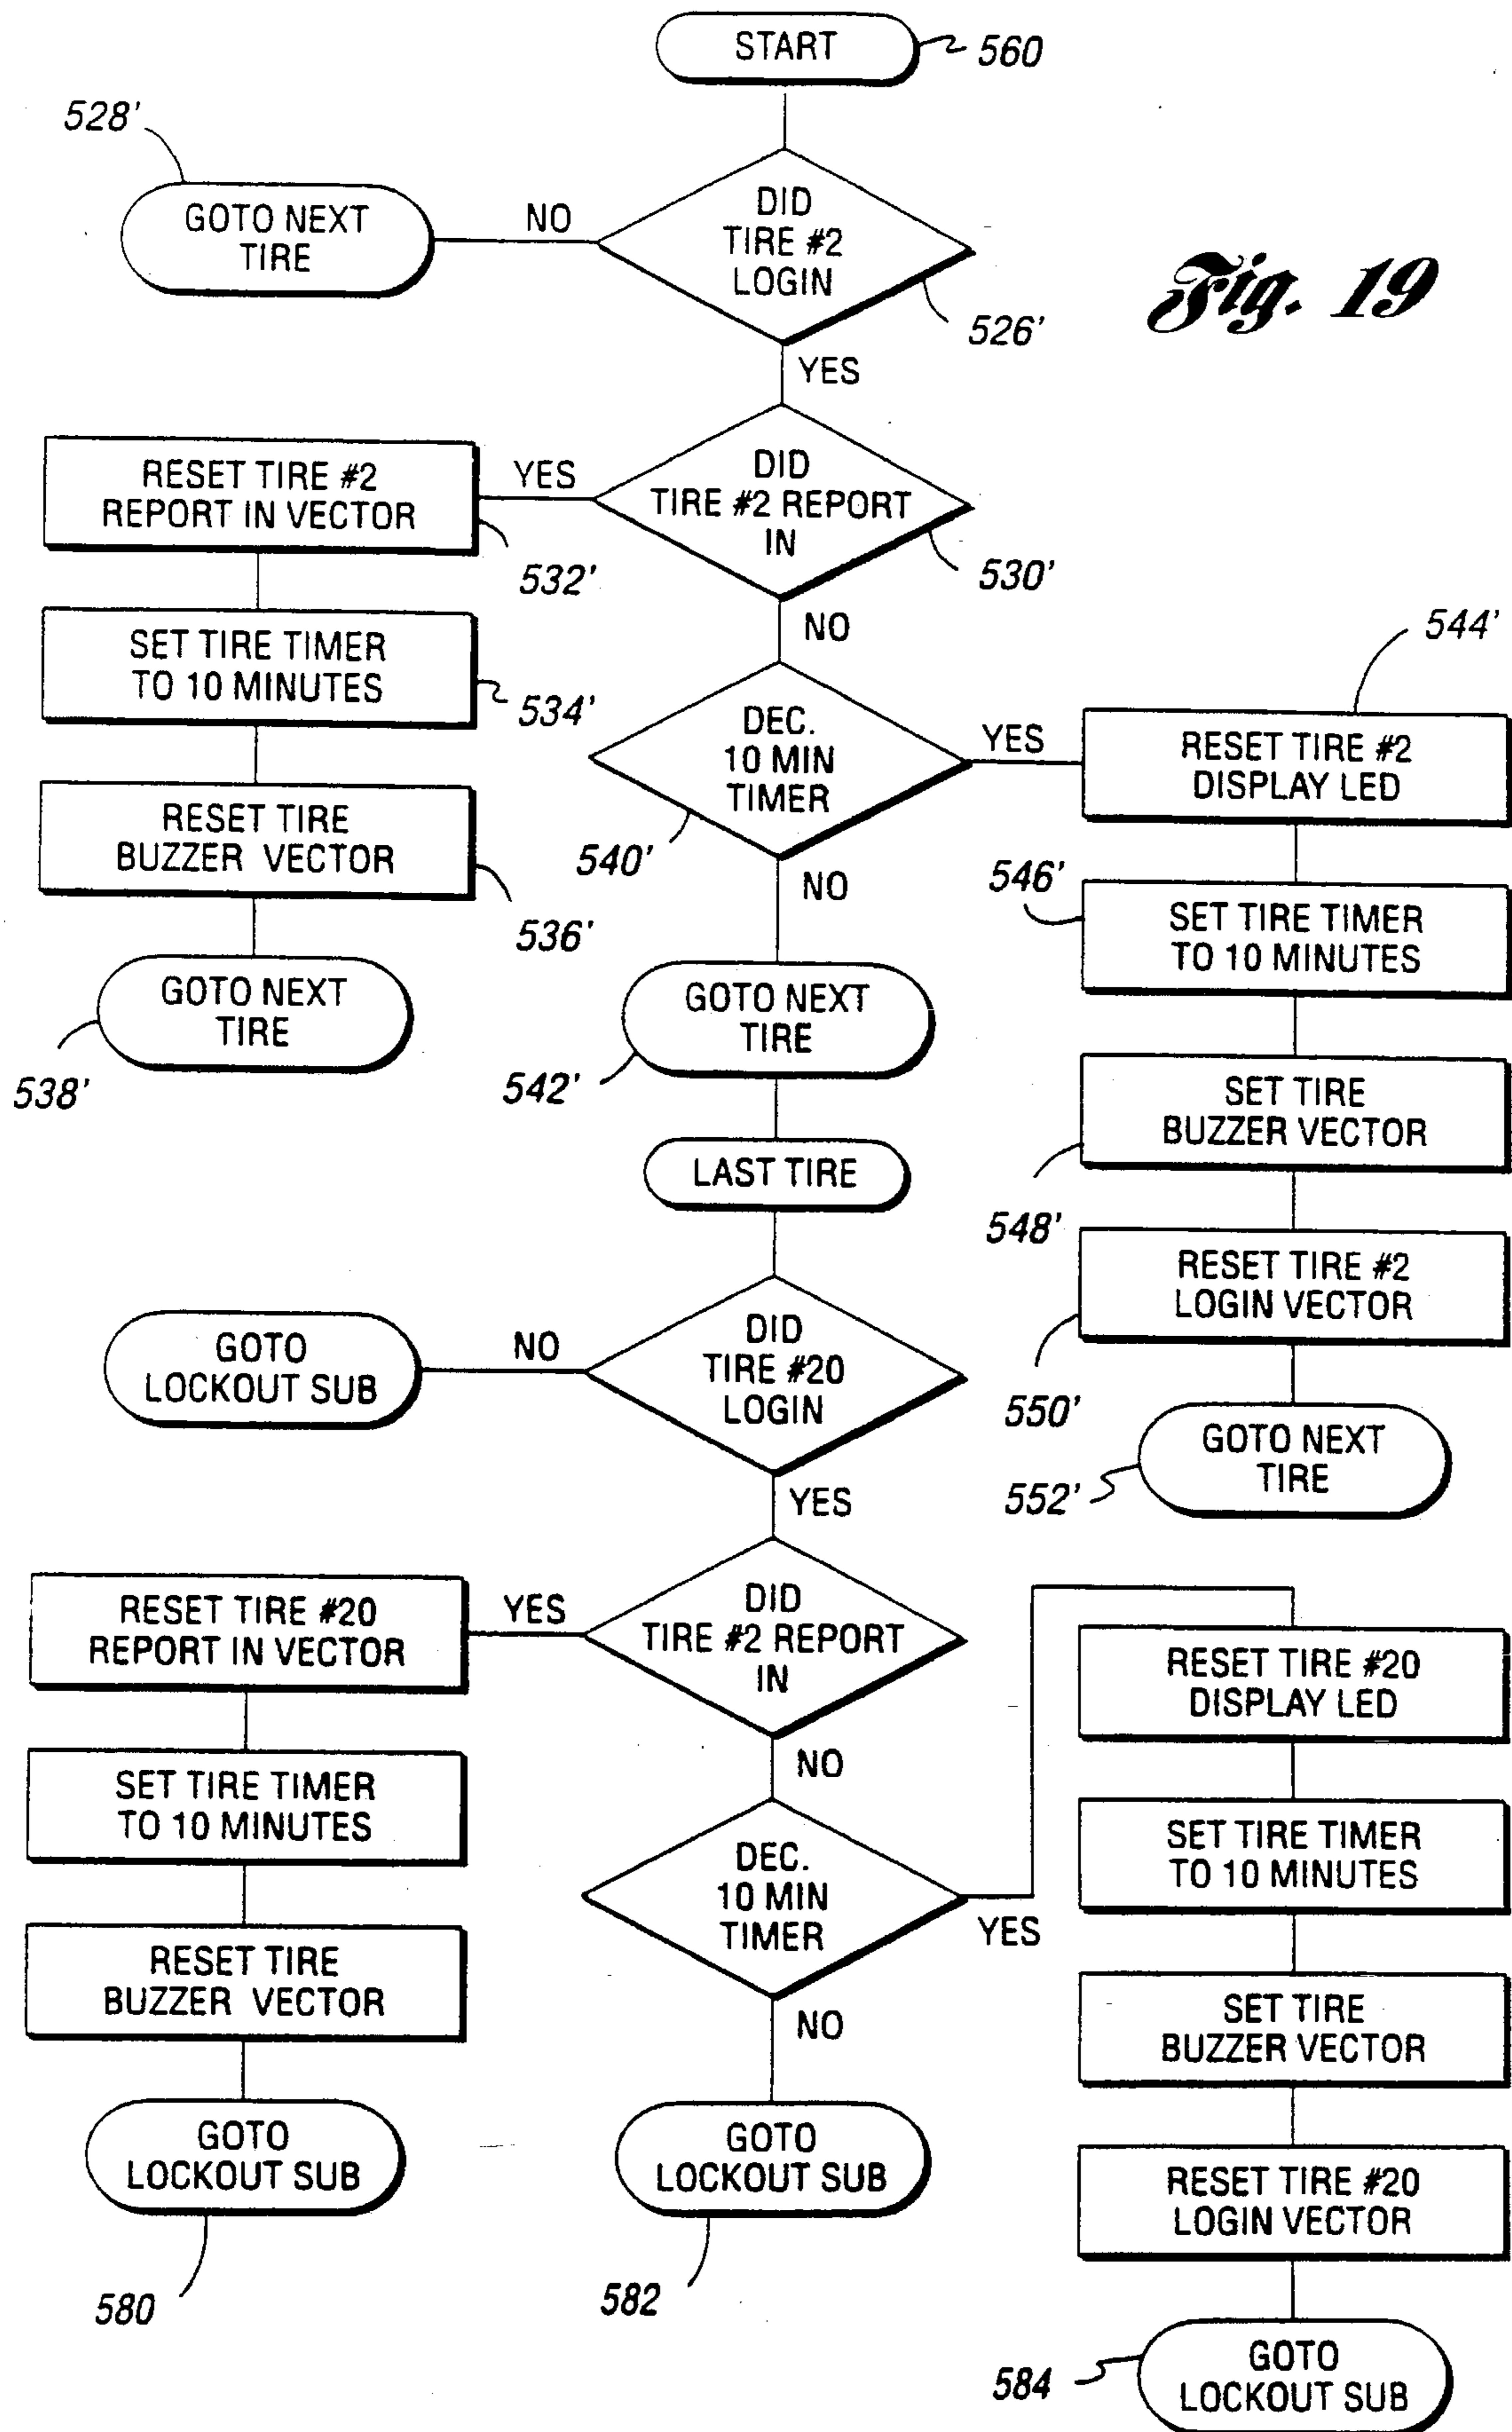 START
560
528'
GOTO NEXT
TIRE
NO
DID
TIRE #2
LOGIN
526'
Fig. 19
YES
RESET TIRE #2
REPORT IN VECTOR
532'
YES
DID
TIRE #2 REPORT
IN
530'
NO
SET TIRE TIMER
TO 10 MINUTES
534'
DEC.
10 MIN
TIMER
540'
YES
544'
RESET TIRE #2
DISPLAY LED
RESET TIRE
BUZZER VECTOR
536'
NO
546'
SET TIRE TIMER
TO 10 MINUTES
GOTO NEXT
TIRE
538'
GOTO NEXT
TIRE
542'
SET TIRE
BUZZER VECTOR
548'
LAST TIRE
RESET TIRE #2
LOGIN VECTOR
550'
GOTO
LOCKOUT SUB
NO
DID
TIRE #20
LOGIN
GOTO NEXT
TIRE
552'
YES
RESET TIRE #20
REPORT IN VECTOR
YES
DID
TIRE #2 REPORT
IN
RESET TIRE #20
DISPLAY LED
NO
SET TIRE TIMER
TO 10 MINUTES
DEC.
10 MIN
TIMER
YES
SET TIRE TIMER
TO 10 MINUTES
RESET TIRE
BUZZER VECTOR
NO
SET TIRE
BUZZER VECTOR
GOTO
LOCKOUT SUB
580
GOTO
LOCKOUT SUB
582
RESET TIRE #20
LOGIN VECTOR
584
GOTO
LOCKOUT SUB